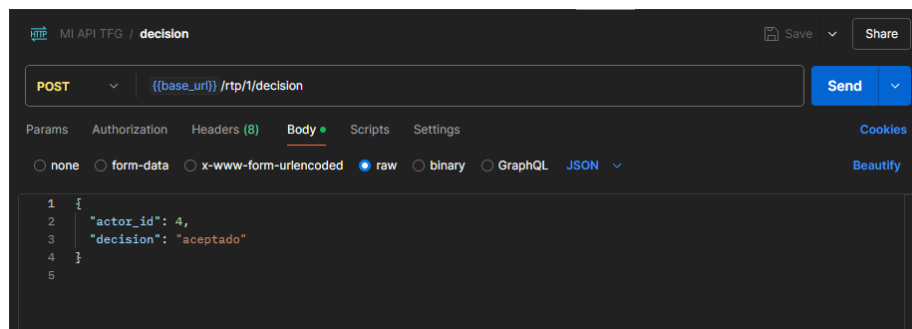 HTTP MI API TFG / decision Save Share
POST {{base_url}} /rtp/1/decision Send
Params Authorization Headers (8) Body Scripts Settings Cookies
none form-data x-www-form-urlencoded raw binary GraphQL JSON Beautify
1 {
2 "actor_id": 4,
3 "decision": "aceptado"
4 }
5